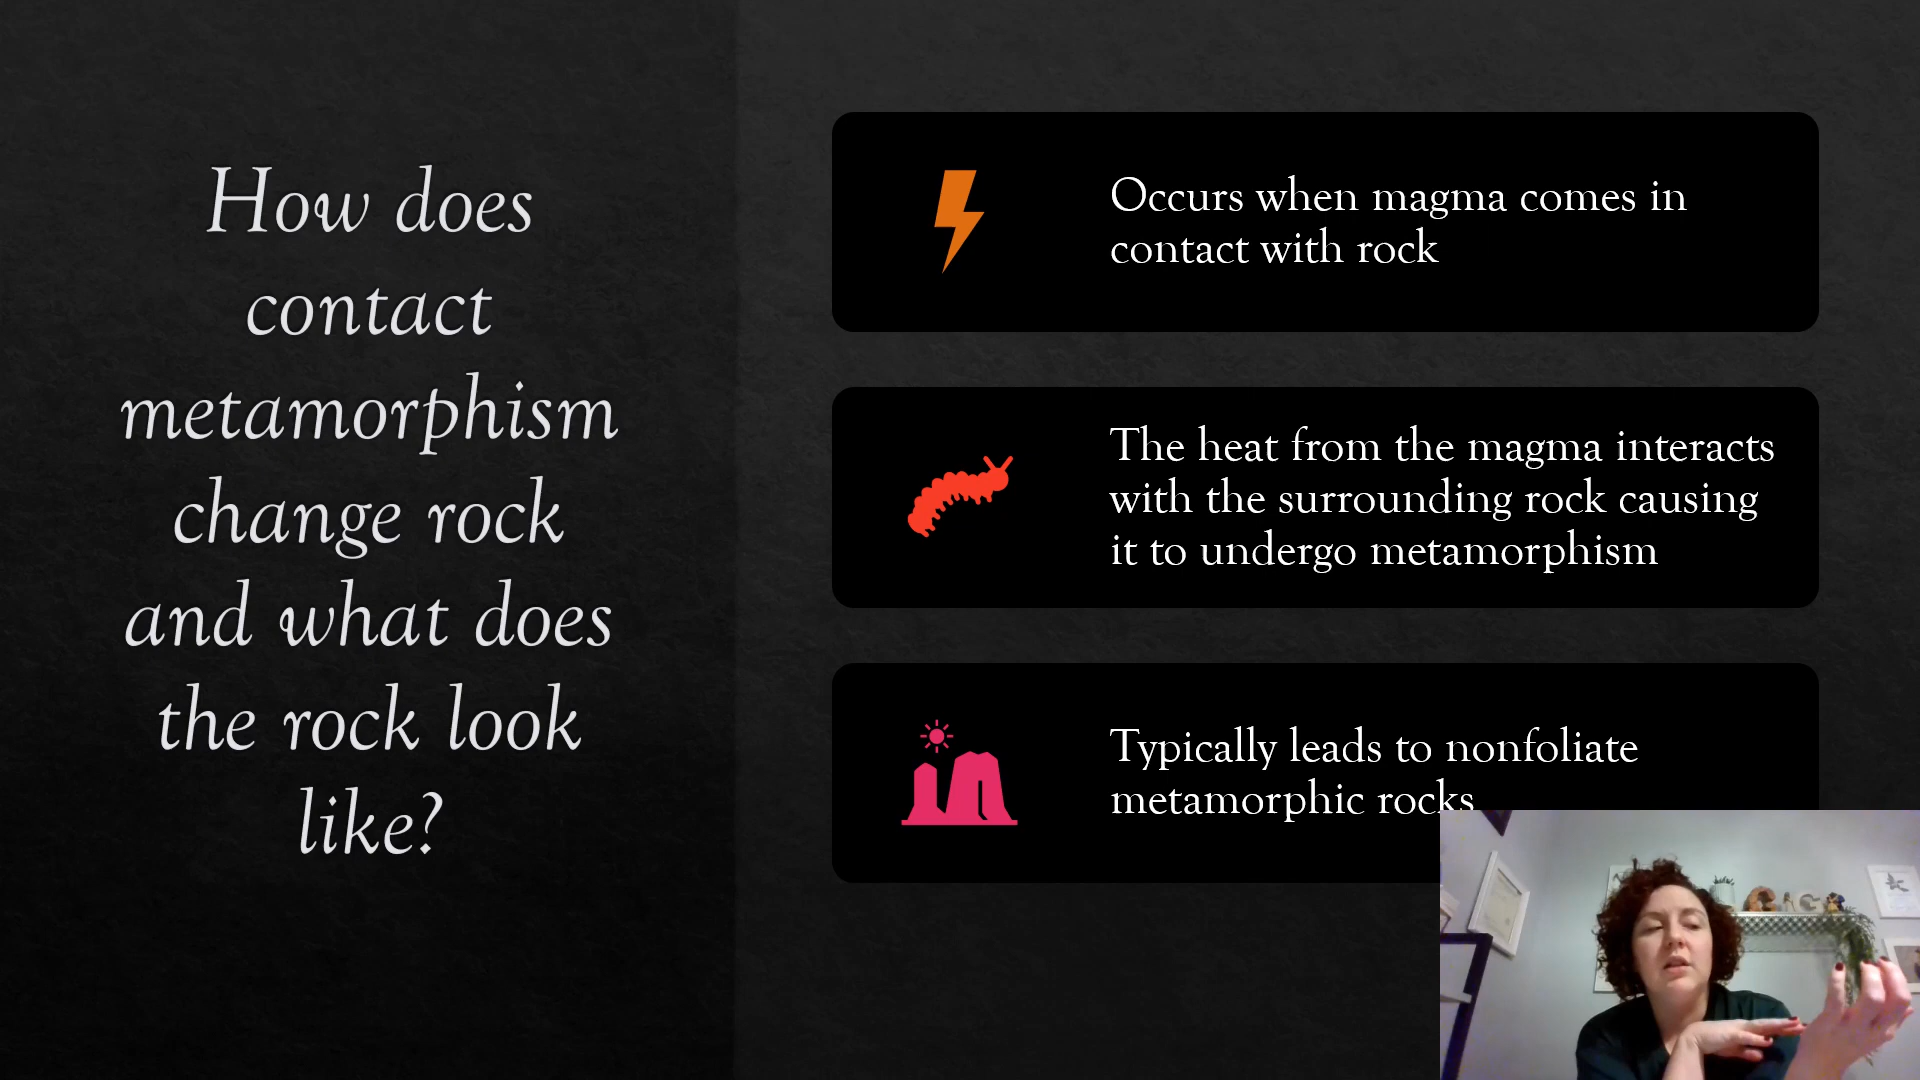 How does
contact
metamorphism
change rock
and what does
the rock look
like?
Occurs when magma comes in
contact with rock
The heat from the magma interacts
with the surrounding rock causing
it to undergo metamorphism
Typically leads to nonfoliate
metamorphic rocks